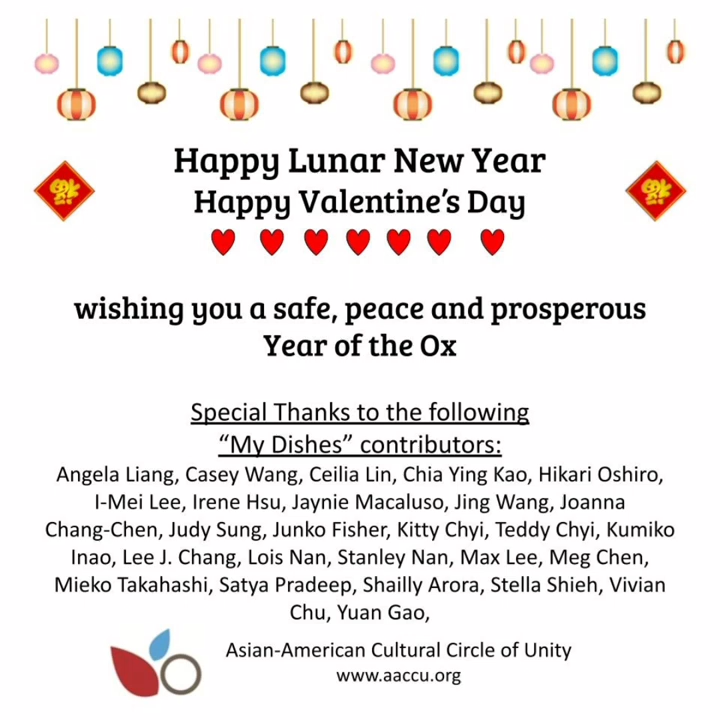 Happy Lunar New Year
Happy Valentine's Day
wishing you a safe, peace and prosperous
Year of the Ox
Special Thanks to the following
“My Dishes” contributors:
Angela Liang, Casey Wang, Ceilia Lin, Chia Ying Kao, Hikari Oshiro,
I-Mei Lee, Irene Hsu, Jaynie Macaluso, Jing Wang, Joanna
Chang-Chen, Judy Sung, Junko Fisher, Kitty Chyi, Teddy Chyi, Kumiko
Inao, Lee J. Chang, Lois Nan, Stanley Nan, Max Lee, Meg Chen,
Mieko Takahashi, Satya Pradeep, Shailly Arora, Stella Shieh, Vivian
Chu, Yuan Gao,
Asian-American Cultural Circle of Unity
www.aaccu.org